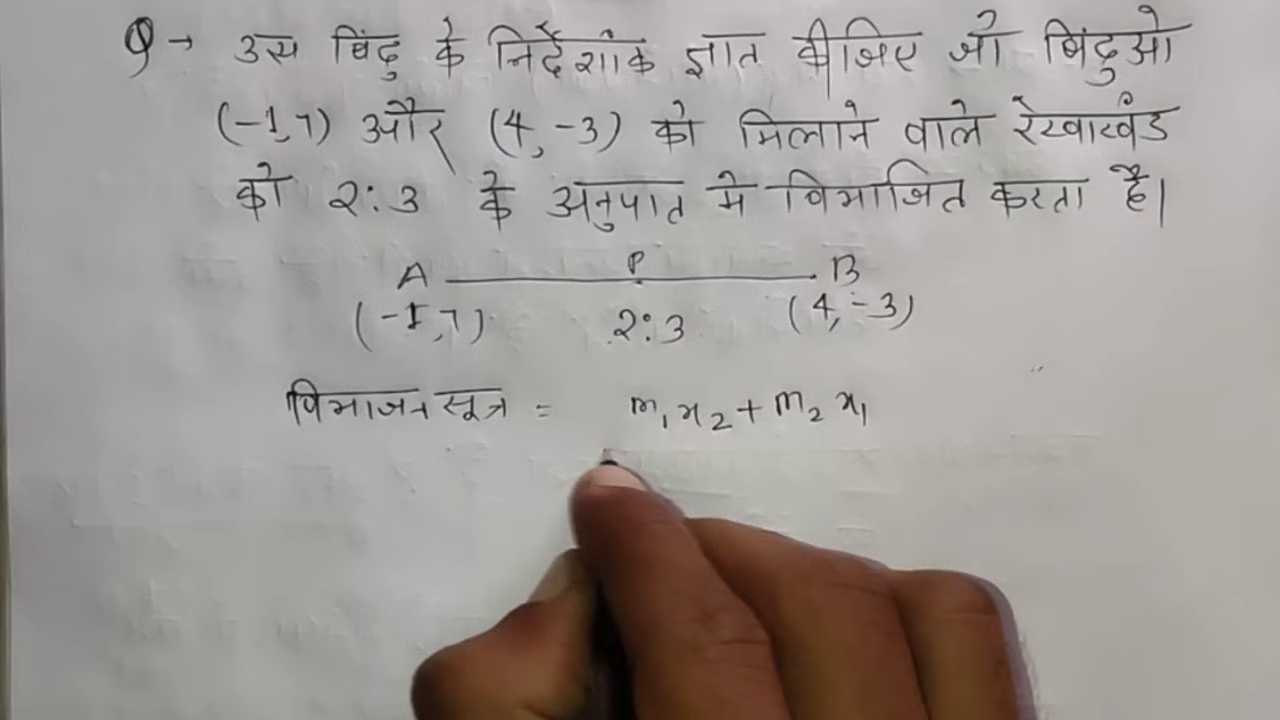 Q → उस बिंदु के निर्देशांक ज्ञात कीजिए जो बिंदुओ
(-1,7) और (4, -3) को मिलाने वाले रेखाखंड
को 2:3 के अनुपात मे विभाजित करता है।
A P B
(-1,7) 2:3 (4,-3)
विभाजन सूत्र = m₁x₂ + m₂x₁